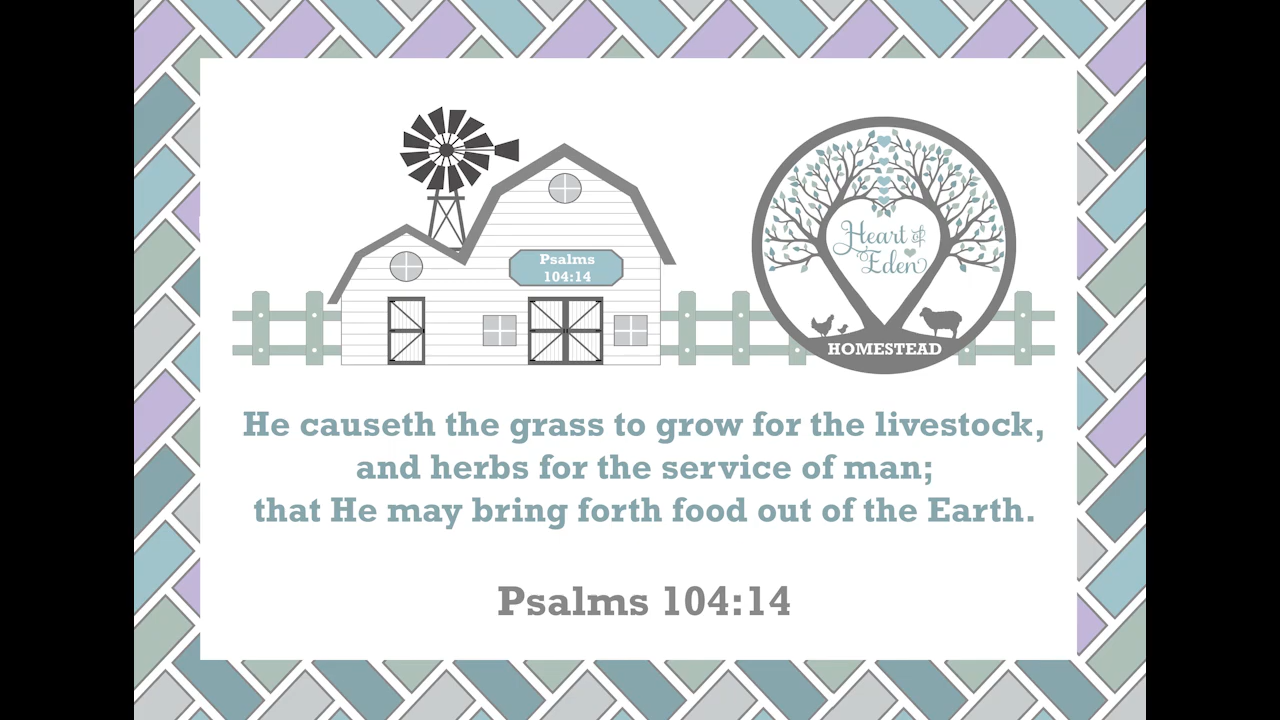 Psalms
104:14
Heart of
Eden
HOMESTEAD
He causeth the grass to grow for the livestock,
and herbs for the service of man;
that He may bring forth food out of the Earth.
Psalms 104:14